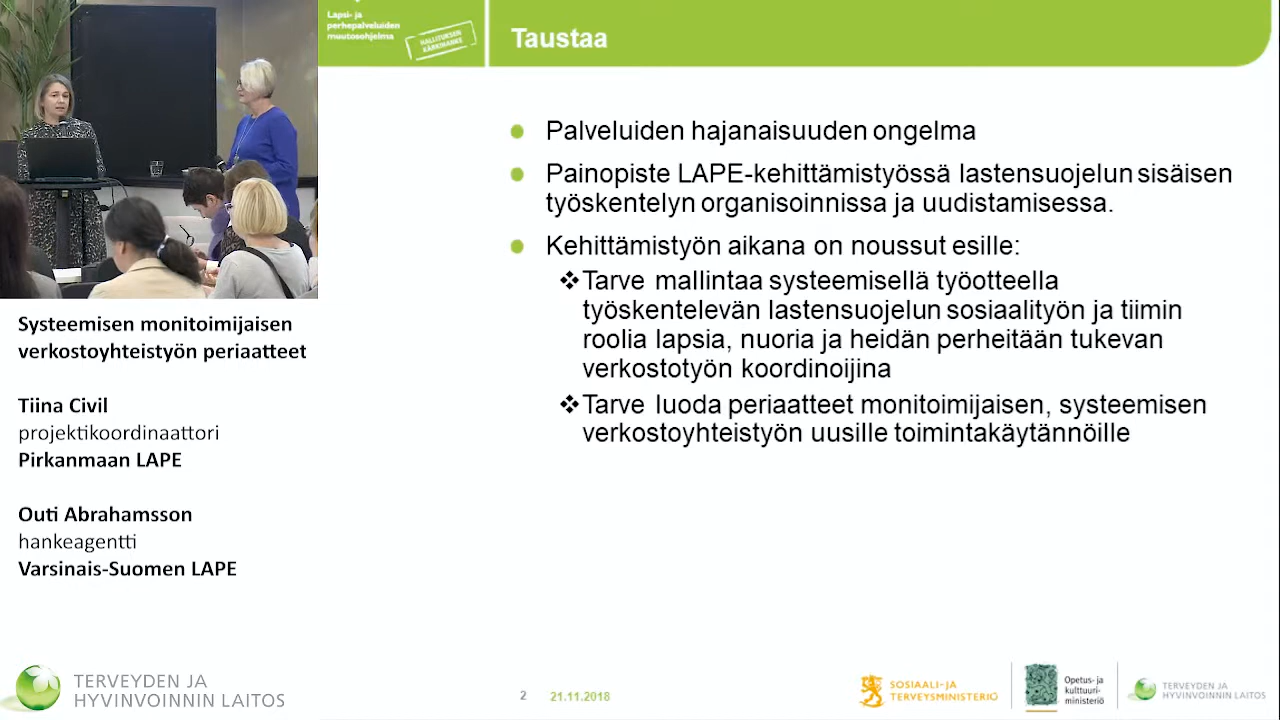 Lapsi- ja
perhepalveluiden
muutosohjelma
HALLITUKSEN
KÄRKIHANKE
Taustaa
Palveluiden hajanaisuuden ongelma
Painopiste LAPE-kehittämistyössä lastensuojelun sisäisen
työskentelyn organisoinnissa ja uudistamisessa.
Kehittämistyön aikana on noussut esille:
❖Tarve mallintaa systeemisellä työotteella
työskentelevän lastensuojelun sosiaalityön ja tiimin
roolia lapsia, nuoria ja heidän perheitään tukevan
verkostotyön koordinoijina
❖Tarve luoda periaatteet monitoimijaisen, systeemisen
verkostoyhteistyön uusille toimintakäytännöille
Systeemisen monitoimijaisen
verkostoyhteistyön periaatteet
Tiina Civil
projektikoordinaattori
Pirkanmaan LAPE
Outi Abrahamsson
hankeagentti
Varsinais-Suomen LAPE
TERVEYDEN JA
HYVINVOINNIN LAITOS
2 21.11.2018
SOSIAALI- JA
TERVEYSMINISTERIÖ
Opetus- ja
kulttuuri-
ministeriö
TERVEYDEN JA
HYVINVOINNIN LAITOS